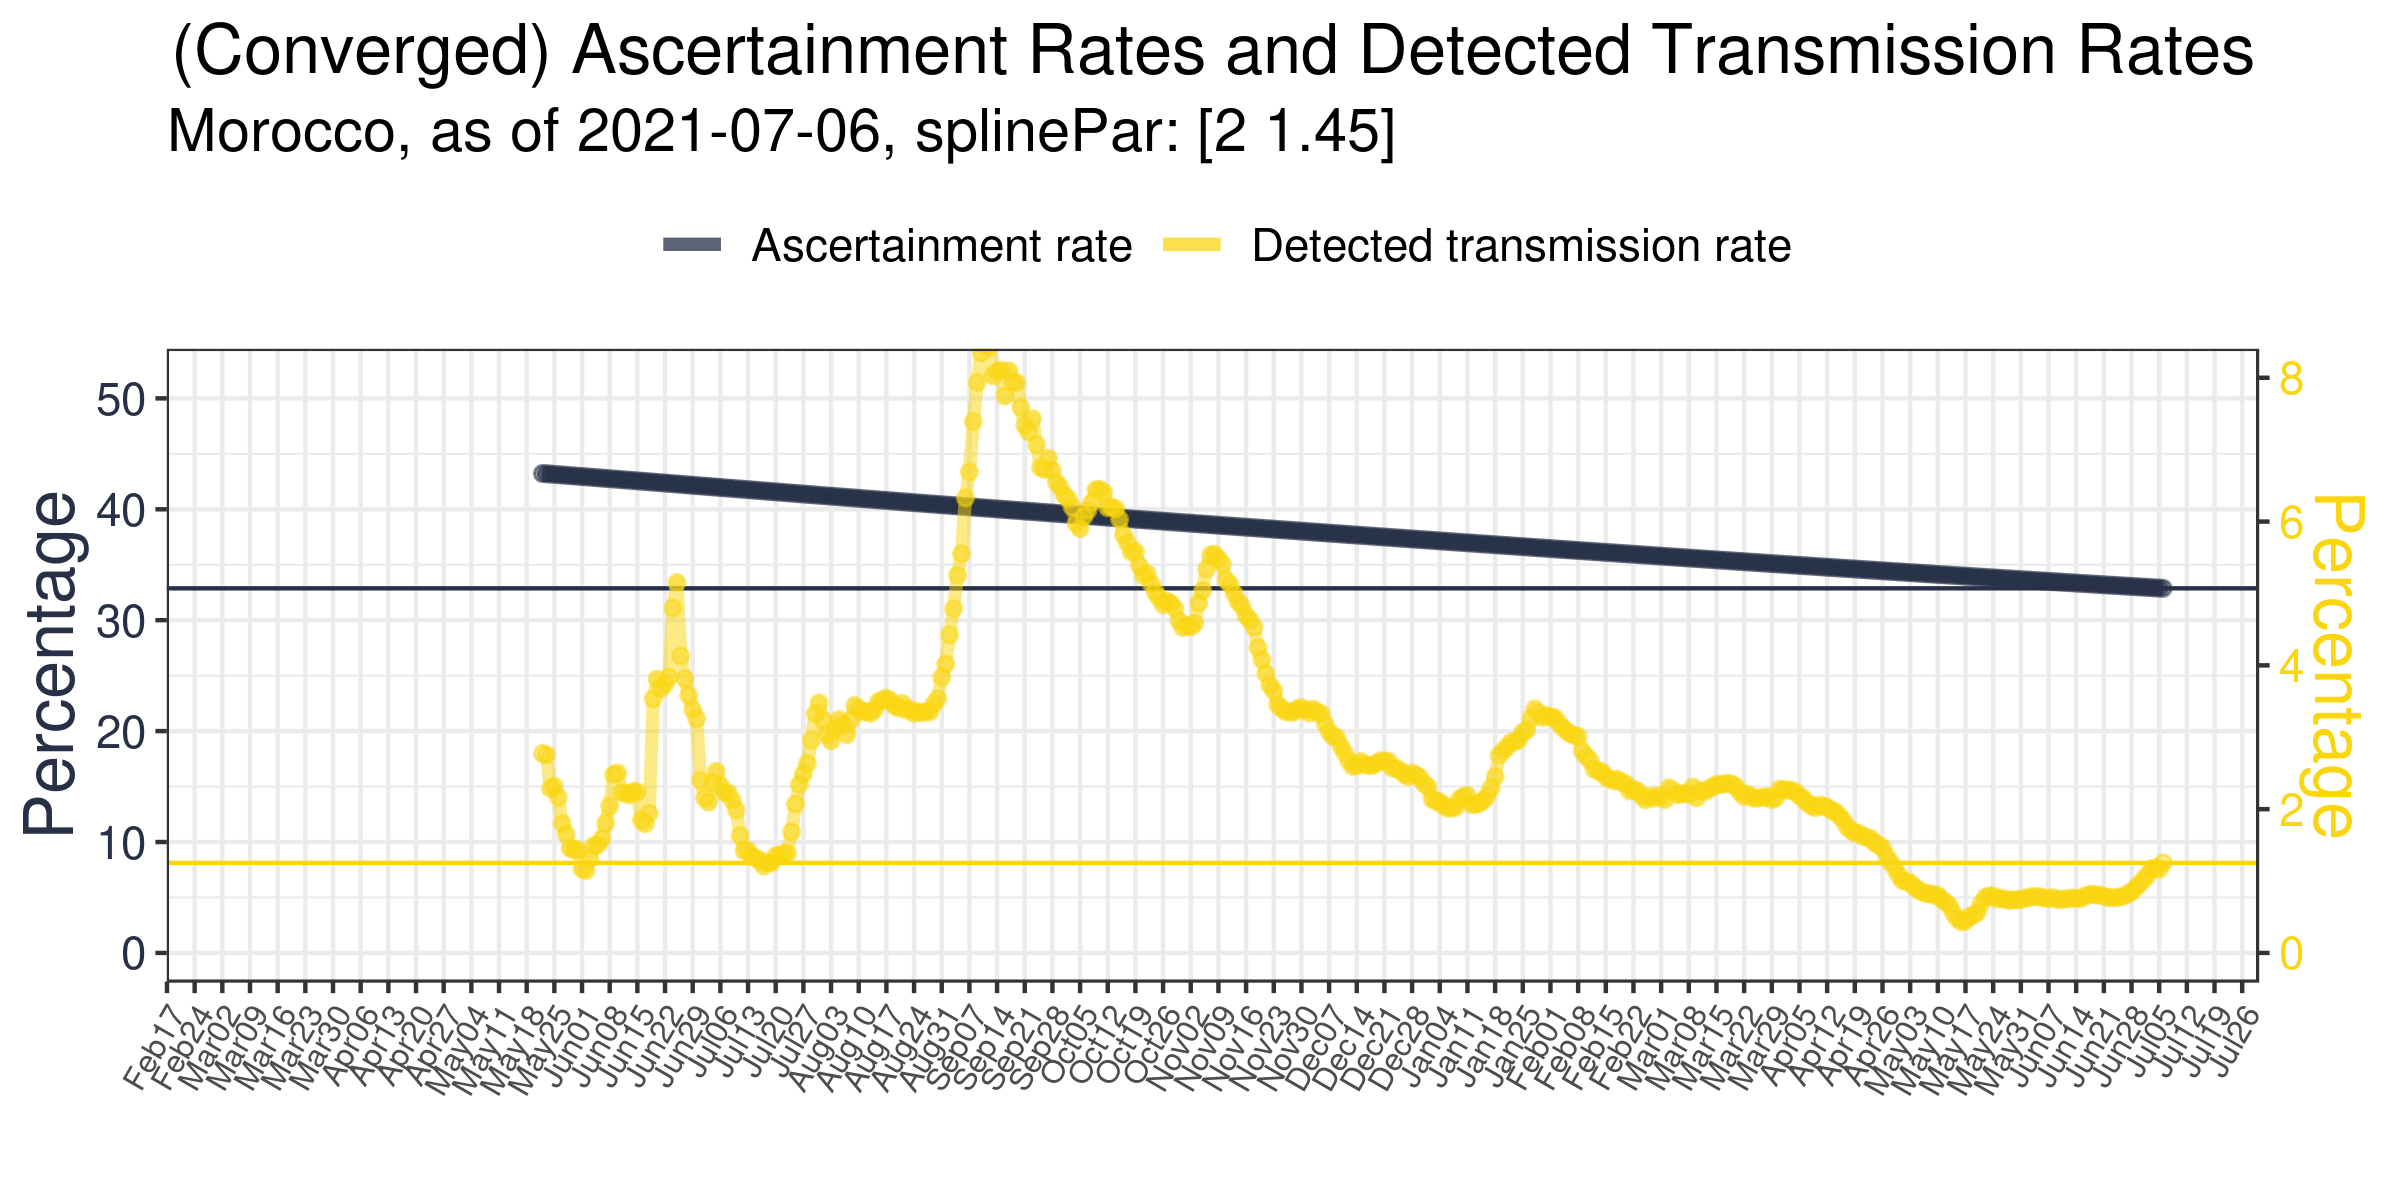 (Converged) Ascertainment Rates and Detected Transmission Rates
Morocco, as of 2021-07-06, splinePar: [2 1.45]
Ascertainment rate
Detected transmission rate
Percentage
50
40
30
20
10
0
8
6
4
2
0
Percentage
Feb17
Feb24
Mar02
Mar09
Mar16
Mar23
Mar30
Apr06
Apr13
Apr20
Apr27
May04
May11
May18
May25
Jun01
Jun08
Jun15
Jun22
Jun29
Jul06
Jul13
Jul20
Jul27
Aug03
Aug10
Aug17
Aug24
Aug31
Sep07
Sep14
Sep21
Sep28
Oct05
Oct12
Oct19
Oct26
Nov02
Nov09
Nov16
Nov23
Nov30
Dec07
Dec14
Dec21
Dec28
Jan04
Jan11
Jan18
Jan25
Feb01
Feb08
Feb15
Feb22
Mar01
Mar08
Mar15
Mar22
Mar29
Apr05
Apr12
Apr19
Apr26
May03
May10
May17
May24
May31
Jun07
Jun14
Jun21
Jun28
Jul05
Jul12
Jul19
Jul26